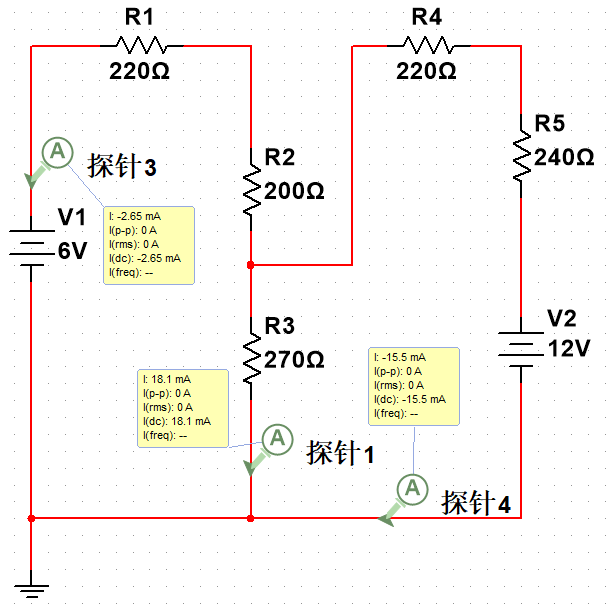 R1
220Ω
R4
220Ω
R5
240Ω
A
探针3
R2
200Ω
I: -2.65 mA
I(p-p): 0 A
I(rms): 0 A
I(dc): -2.65 mA
I(freq): --
V1
6V
R3
270Ω
V2
12V
I: 18.1 mA
I(p-p): 0 A
I(rms): 0 A
I(dc): 18.1 mA
I(freq): --
I: -15.5 mA
I(p-p): 0 A
I(rms): 0 A
I(dc): -15.5 mA
I(freq): --
A
探针1
A
探针4